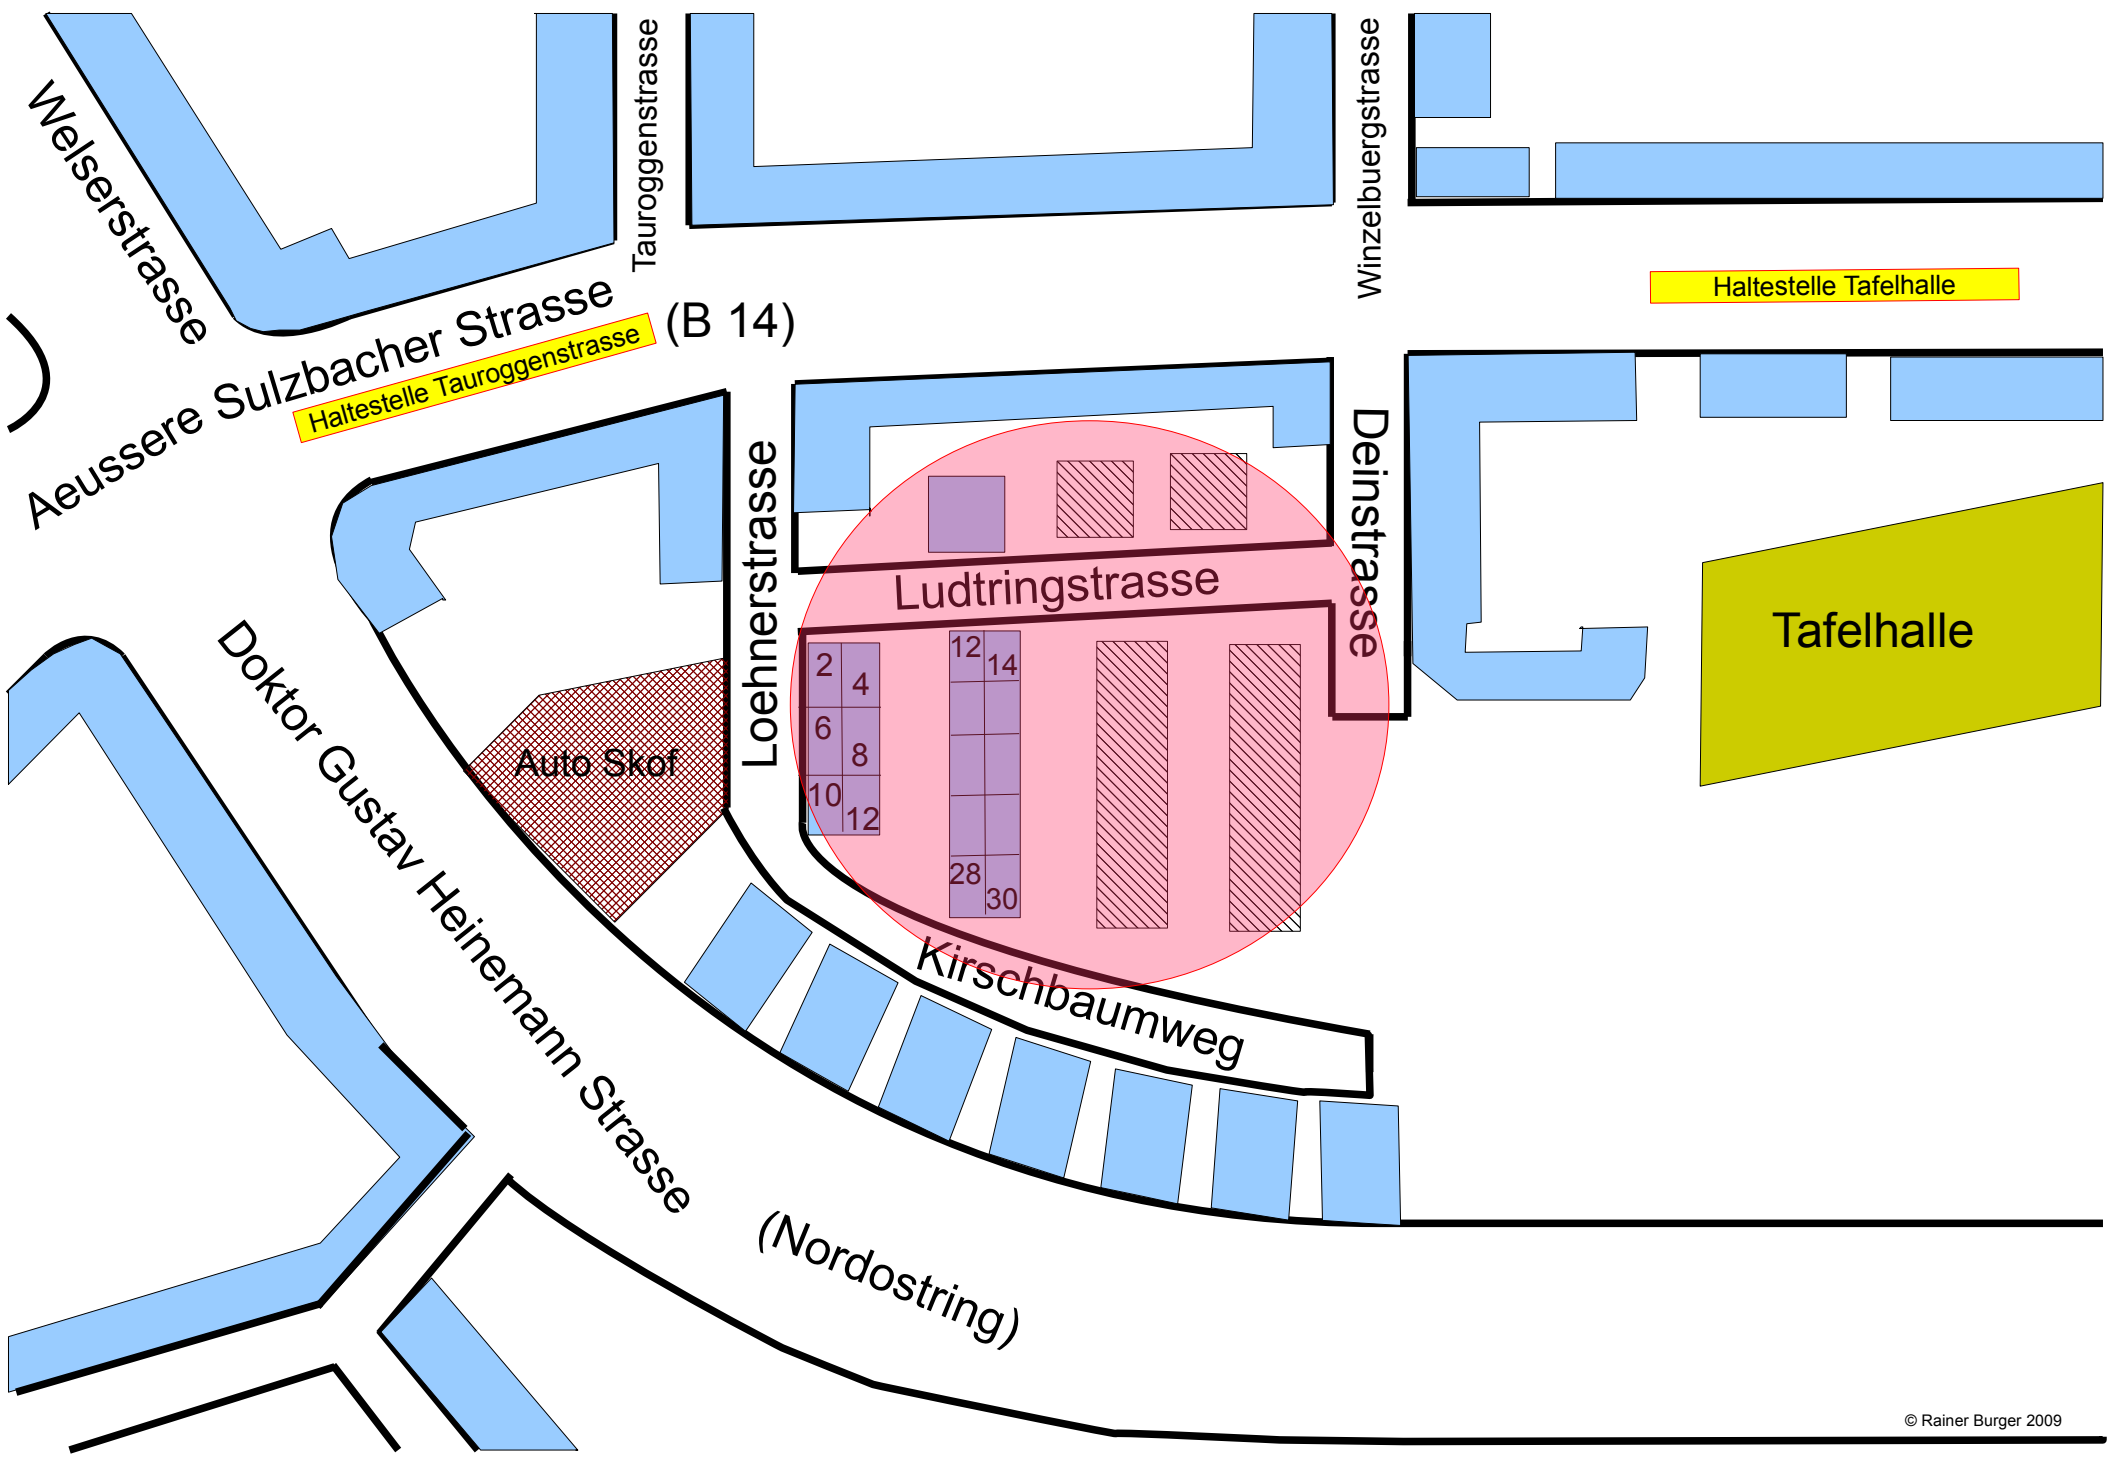 Welserstrasse
Tauroggenstrasse
Winzelbuergstrasse
Aeussere Sulzbacher Strasse
(B 14)
Haltestelle Tauroggenstrasse
Haltestelle Tafelhalle
Loehnerstrasse
Deinstrasse
Ludtringstrasse
Tafelhalle
Doktor Gustav Heinemann Strasse
(Nordostring)
Auto Skof
2
4
6
8
10
12
12
14
28
30
Kirschbaumweg
© Rainer Burger 2009